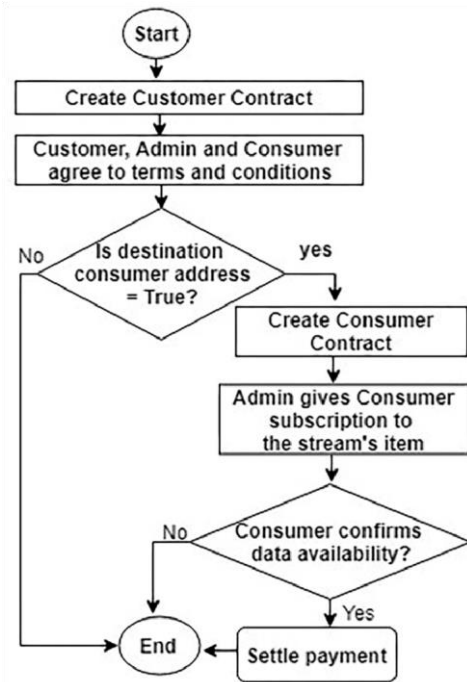 Start
Create Customer Contract
Customer, Admin and Consumer
agree to terms and conditions
No
Is destination
consumer address
= True?
yes
Create Consumer
Contract
Admin gives Consumer
subscription to
the stream's item
No
Consumer confirms
data availability?
Yes
End
Settle payment